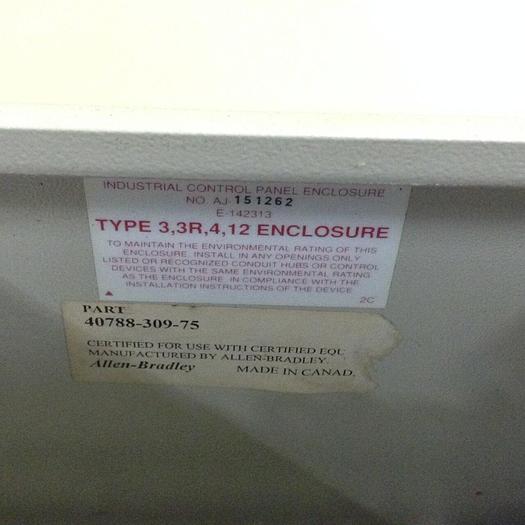 INDUSTRIAL CONTROL PANEL ENCLOSURE
NO. AJ- 151262
E-142313
TYPE 3,3R,4,12 ENCLOSURE
TO MAINTAIN THE ENVIRONMENTAL RATING OF THIS
ENCLOSURE, INSTALL IN ANY OPENINGS ONLY
LISTED OR RECOGNIZED CONDUIT HUBS OR CONTROL
DEVICES WITH THE SAME ENVIRONMENTAL RATING
AS THE ENCLOSURE, IN COMPLIANCE WITH THE
INSTALLATION INSTRUCTIONS OF THE DEVICE
2C
PART
40788-309-75
CERTIFIED FOR USE WITH CERTIFIED EQU
MANUFACTURED BY ALLEN-BRADLEY.
Allen-Bradley MADE IN CANAD